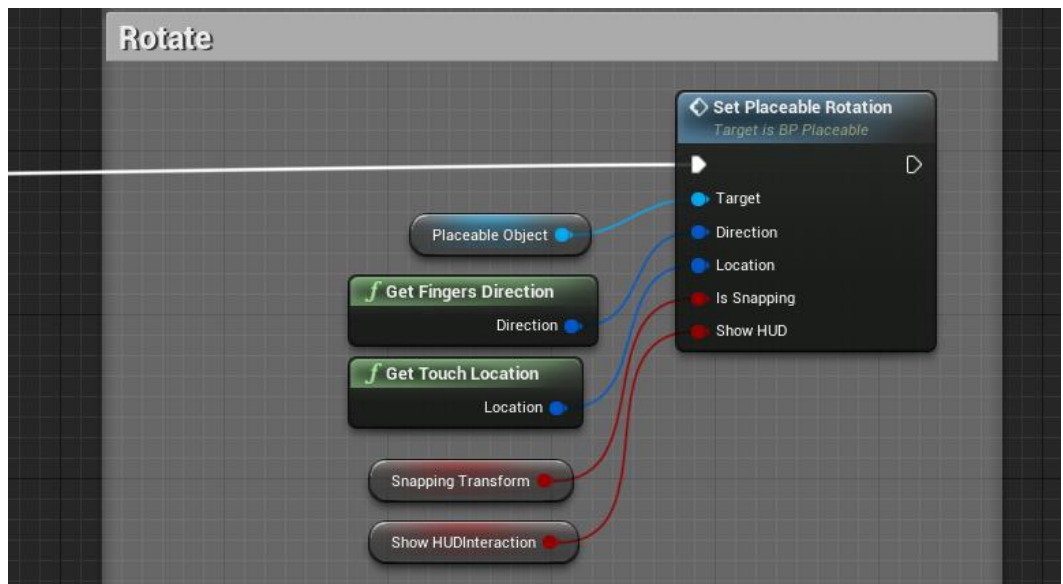 Rotate
Set Placeable Rotation
Target is BP Placeable
Target
Placeable Object
Direction
Location
Get Fingers Direction
Direction
Is Snapping
Show HUD
Get Touch Location
Location
Snapping Transform
Show HUDInteraction